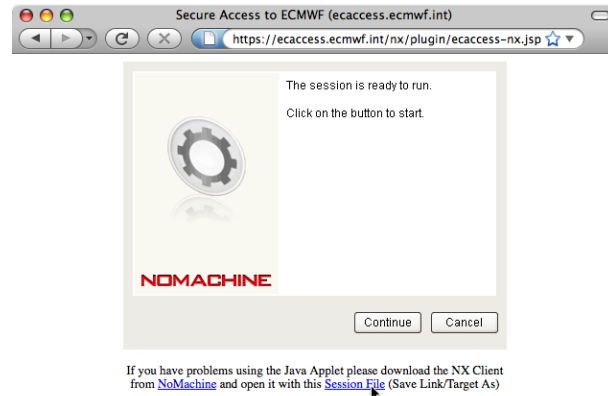 Secure Access to ECMWF (ecaccess.ecmwf.int)
https://ecaccess.ecmwf.int/nx/plugin/ecaccess-nx.jsp
The session is ready to run.
Click on the button to start.
NOMACHINE
Continue Cancel
If you have problems using the Java Applet please download the NX Client
from NoMachine and open it with this Session File (Save Link/Target As)